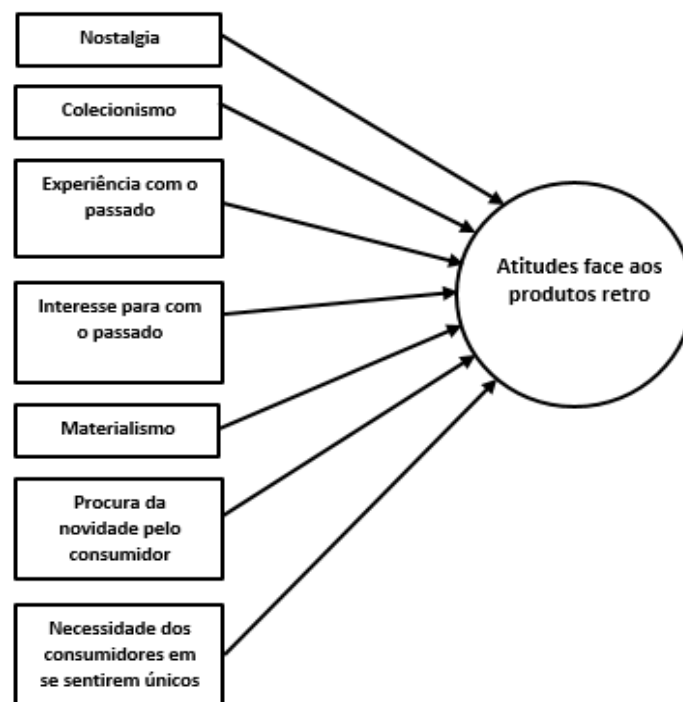 Nostalgia
Colecionismo
Experiência com o
passado
Interesse para com
o passado
Materialismo
Procura da
novidade pelo
consumidor
Necessidade dos
consumidores em
se sentirem únicos
Atitudes face aos
produtos retro